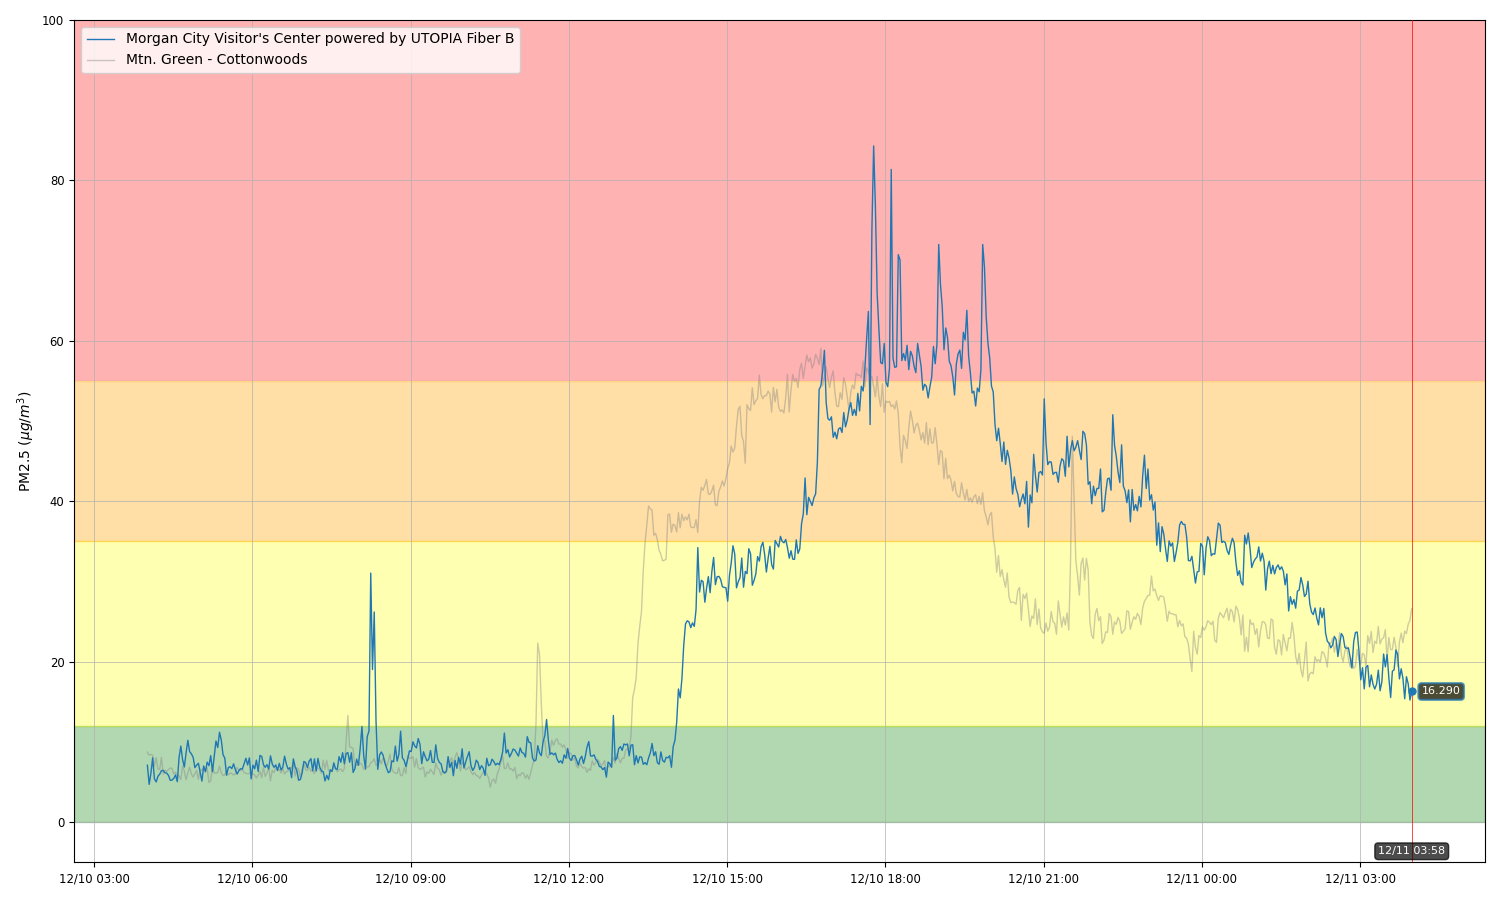 100
Morgan City Visitor's Center powered by UTOPIA Fiber B
Mtn. Green - Cottonwoods
80
60
PM2.5 (μg/m³)
40
20
16.290
0
12/11 03:58
12/10 03:00 12/10 06:00 12/10 09:00 12/10 12:00 12/10 15:00 12/10 18:00 12/10 21:00 12/11 00:00 12/11 03:00